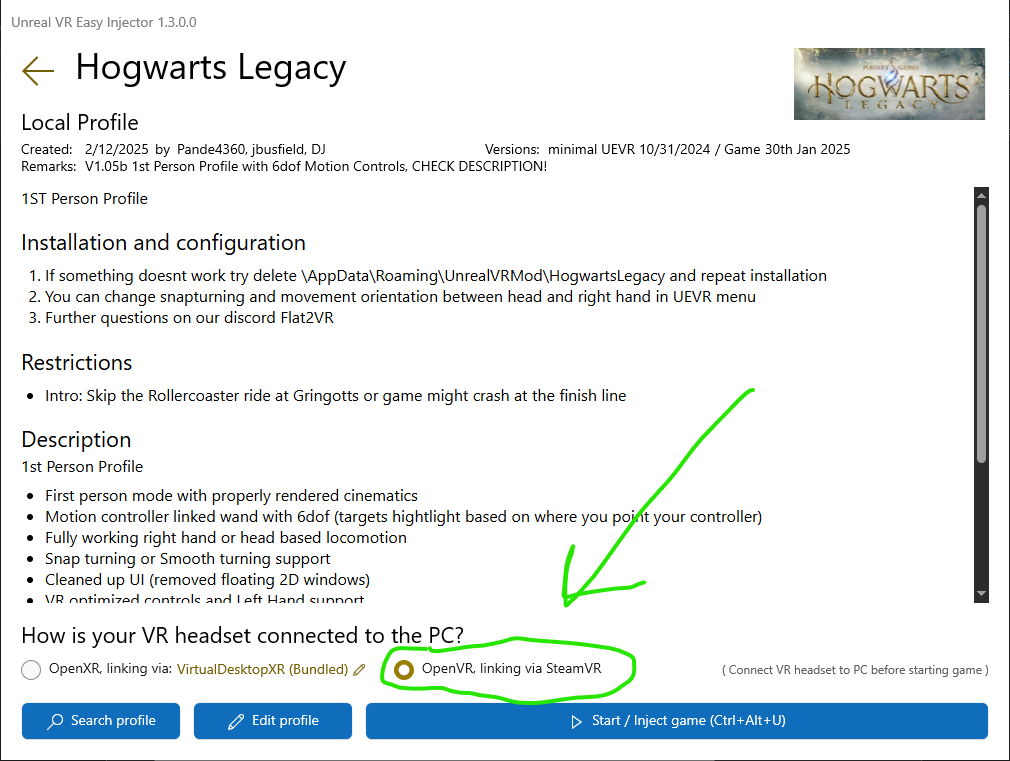 Unreal VR Easy Injector 1.3.0.0
Hogwarts Legacy
PORTKEY GAMES
HOGWARTS
LEGACY
Local Profile
Created: 2/12/2025 by Pande4360, jbusfield, DJ Versions: minimal UEVR 10/31/2024 / Game 30th Jan 2025
Remarks: V1.05b 1st Person Profile with 6dof Motion Controls, CHECK DESCRIPTION!
1ST Person Profile
Installation and configuration
1. If something doesnt work try delete \AppData\Roaming\UnrealVRMod\HogwartsLegacy and repeat installation
2. You can change snapturning and movement orientation between head and right hand in UEVR menu
3. Further questions on our discord Flat2VR
Restrictions
• Intro: Skip the Rollercoaster ride at Gringotts or game might crash at the finish line
Description
1st Person Profile
• First person mode with properly rendered cinematics
• Motion controller linked wand with 6dof (targets hightlight based on where you point your controller)
• Fully working right hand or head based locomotion
• Snap turning or Smooth turning support
• Cleaned up UI (removed floating 2D windows)
• VR optimized controls and Left Hand support
How is your VR headset connected to the PC?
OpenXR, linking via: VirtualDesktopXR (Bundled) OpenVR, linking via SteamVR ( Connect VR headset to PC before starting game )
Search profile Edit profile Start / Inject game (Ctrl+Alt+U)